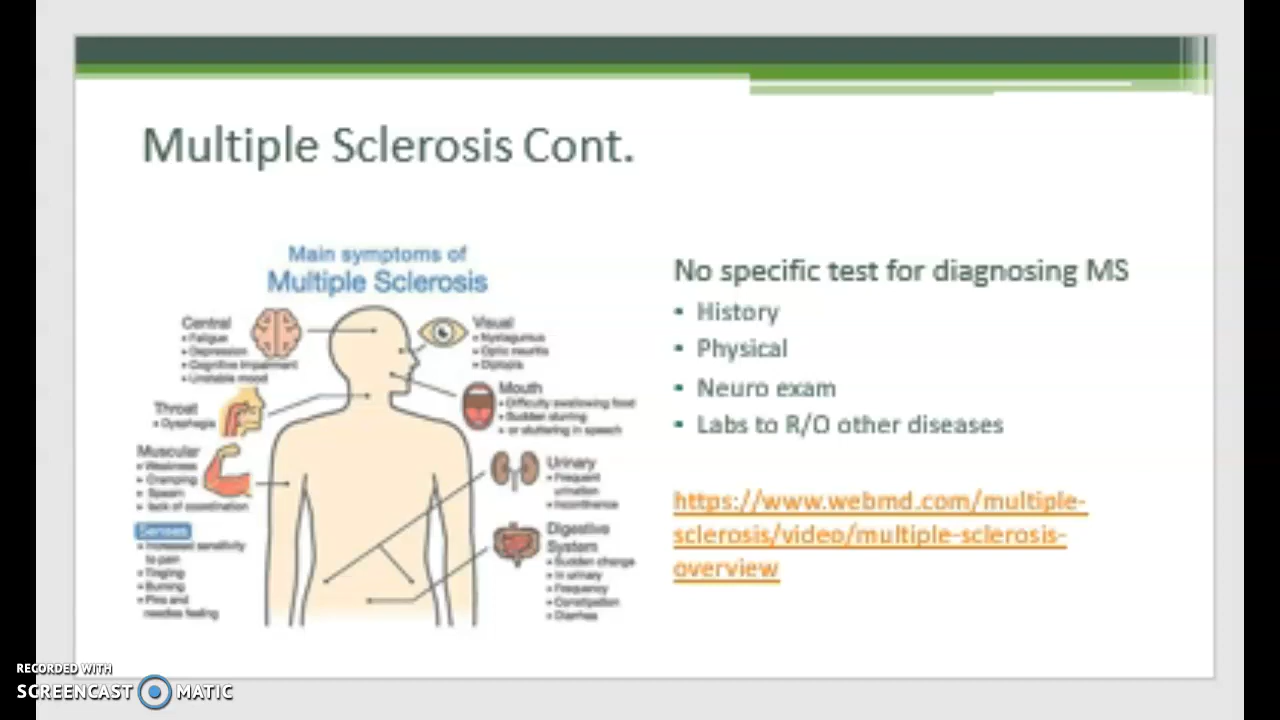 Multiple Sclerosis Cont.
Main symptoms of
Multiple Sclerosis
Central
• Fatigue
• Depression
• Cognitive impairment
• Unstable mood
Visual
• Nystagmus
• Optic neuritis
• Diplopia
Mouth
• Difficulty swallowing food
• Sudden slurring
• or stuttering in speech
Throat
• Dysphagia
Muscular
• Weakness
• Cramping
• Spasm
• lack of coordination
Senses
• Increased sensitivity
to pain
• Tingling
• Burning
• Pins and
needles feeling
Urinary
• Frequent
urination
• Incontinence
Digestive
System
• Sudden change
• In urinary
• Frequency
• Constipation
• Diarrhea
No specific test for diagnosing MS
▪ History
▪ Physical
▪ Neuro exam
▪ Labs to R/O other diseases
https://www.webmd.com/multiple-
sclerosis/video/multiple-sclerosis-
overview
RECORDED WITH
SCREENCAST MATIC